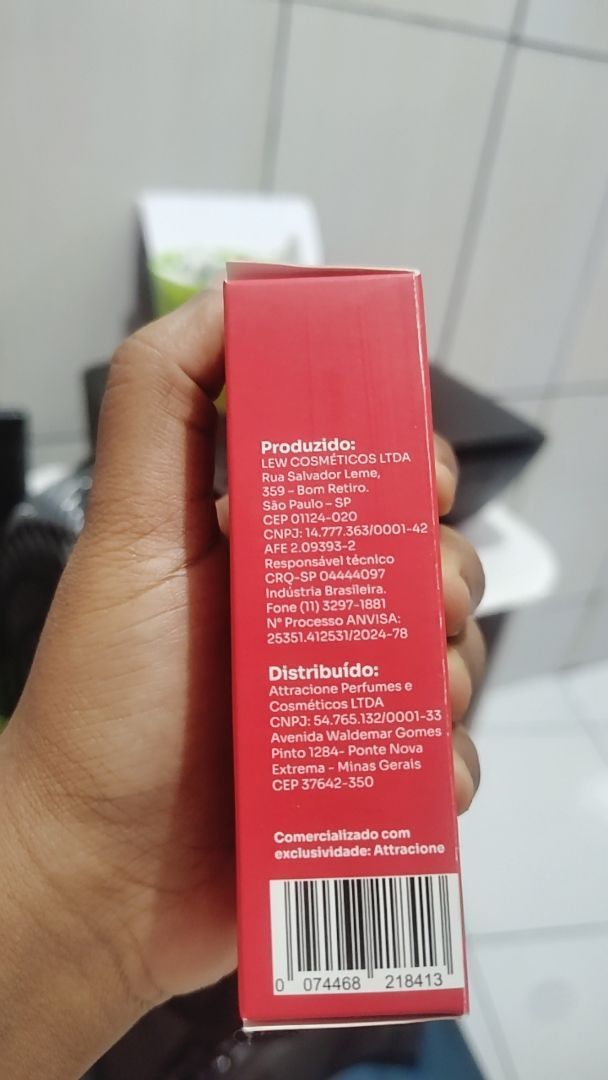 Produzido:
LEW COSMÉTICOS LTDA
Rua Salvador Leme,
359 – Bom Retiro.
São Paulo – SP
CEP 01124-020
CNPJ: 14.777.363/0001-42
AFE 2.09393-2
Responsável técnico
CRQ-SP 04444097
Indústria Brasileira.
Fone (11) 3297-1881
N° Processo ANVISA:
25351.412531/2024-78
Distribuído:
Attracione Perfumes e
Cosméticos LTDA
CNPJ: 54.765.132/0001-33
Avenida Waldemar Gomes
Pinto 1284- Ponte Nova
Extrema - Minas Gerais
CEP 37642-350
Comercializado com
exclusividade: Attracione
0 074468 218413